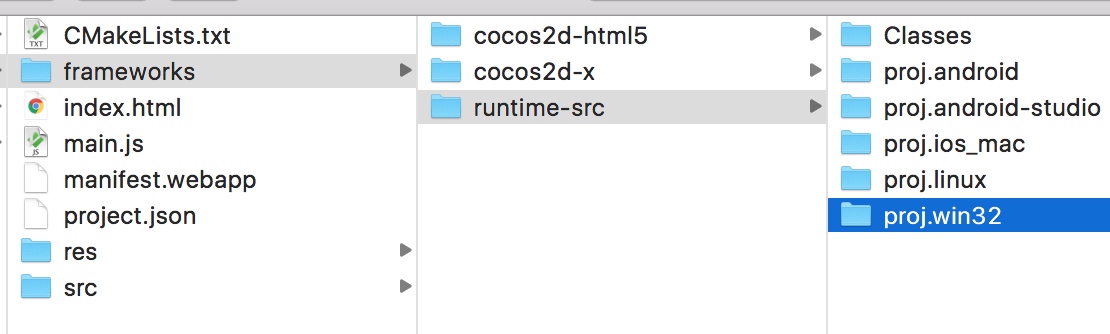 CMakeLists.txt
frameworks
index.html
main.js
manifest.webapp
project.json
res
src
cocos2d-html5
cocos2d-x
runtime-src
Classes
proj.android
proj.android-studio
proj.ios_mac
proj.linux
proj.win32
TXT
JS